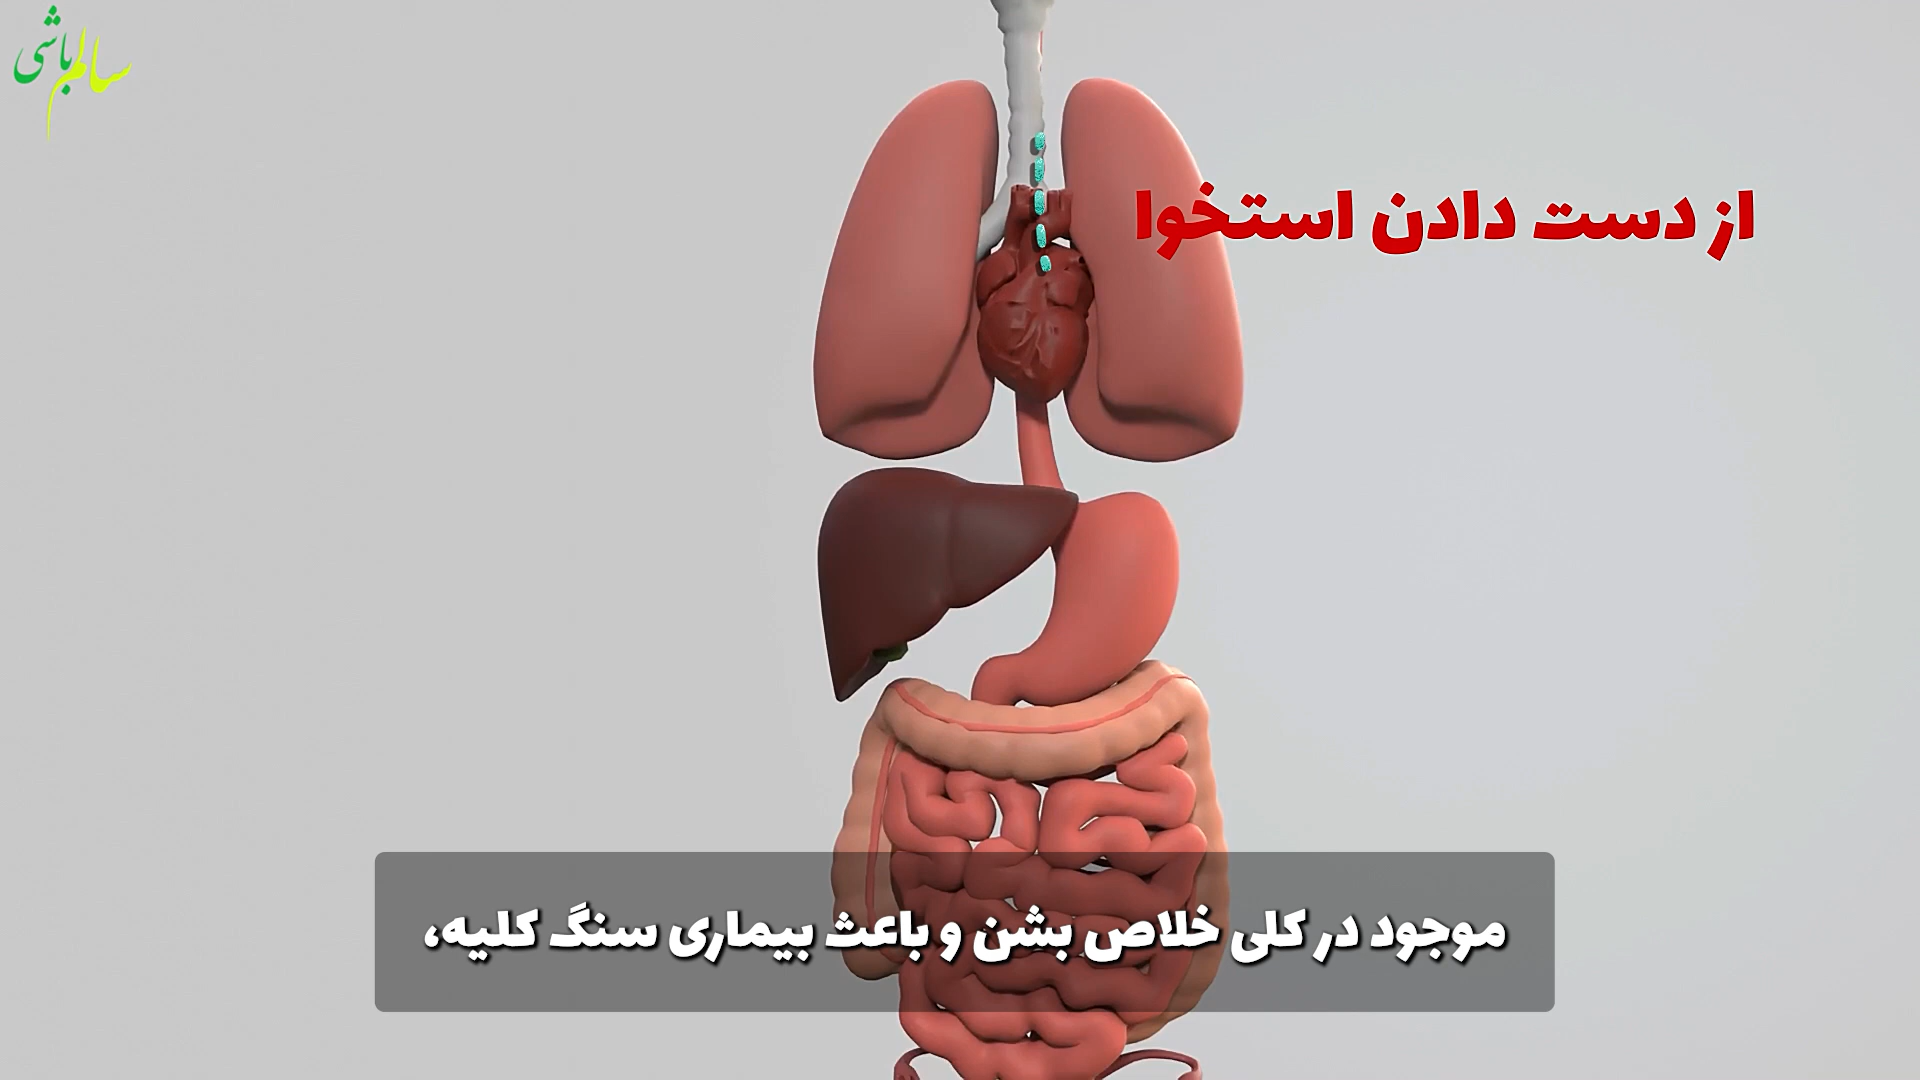 سالم باشی
از دست دادن استخوا
موجود در کلی خلاص بشن و باعث بیماری سنگ کلیه،